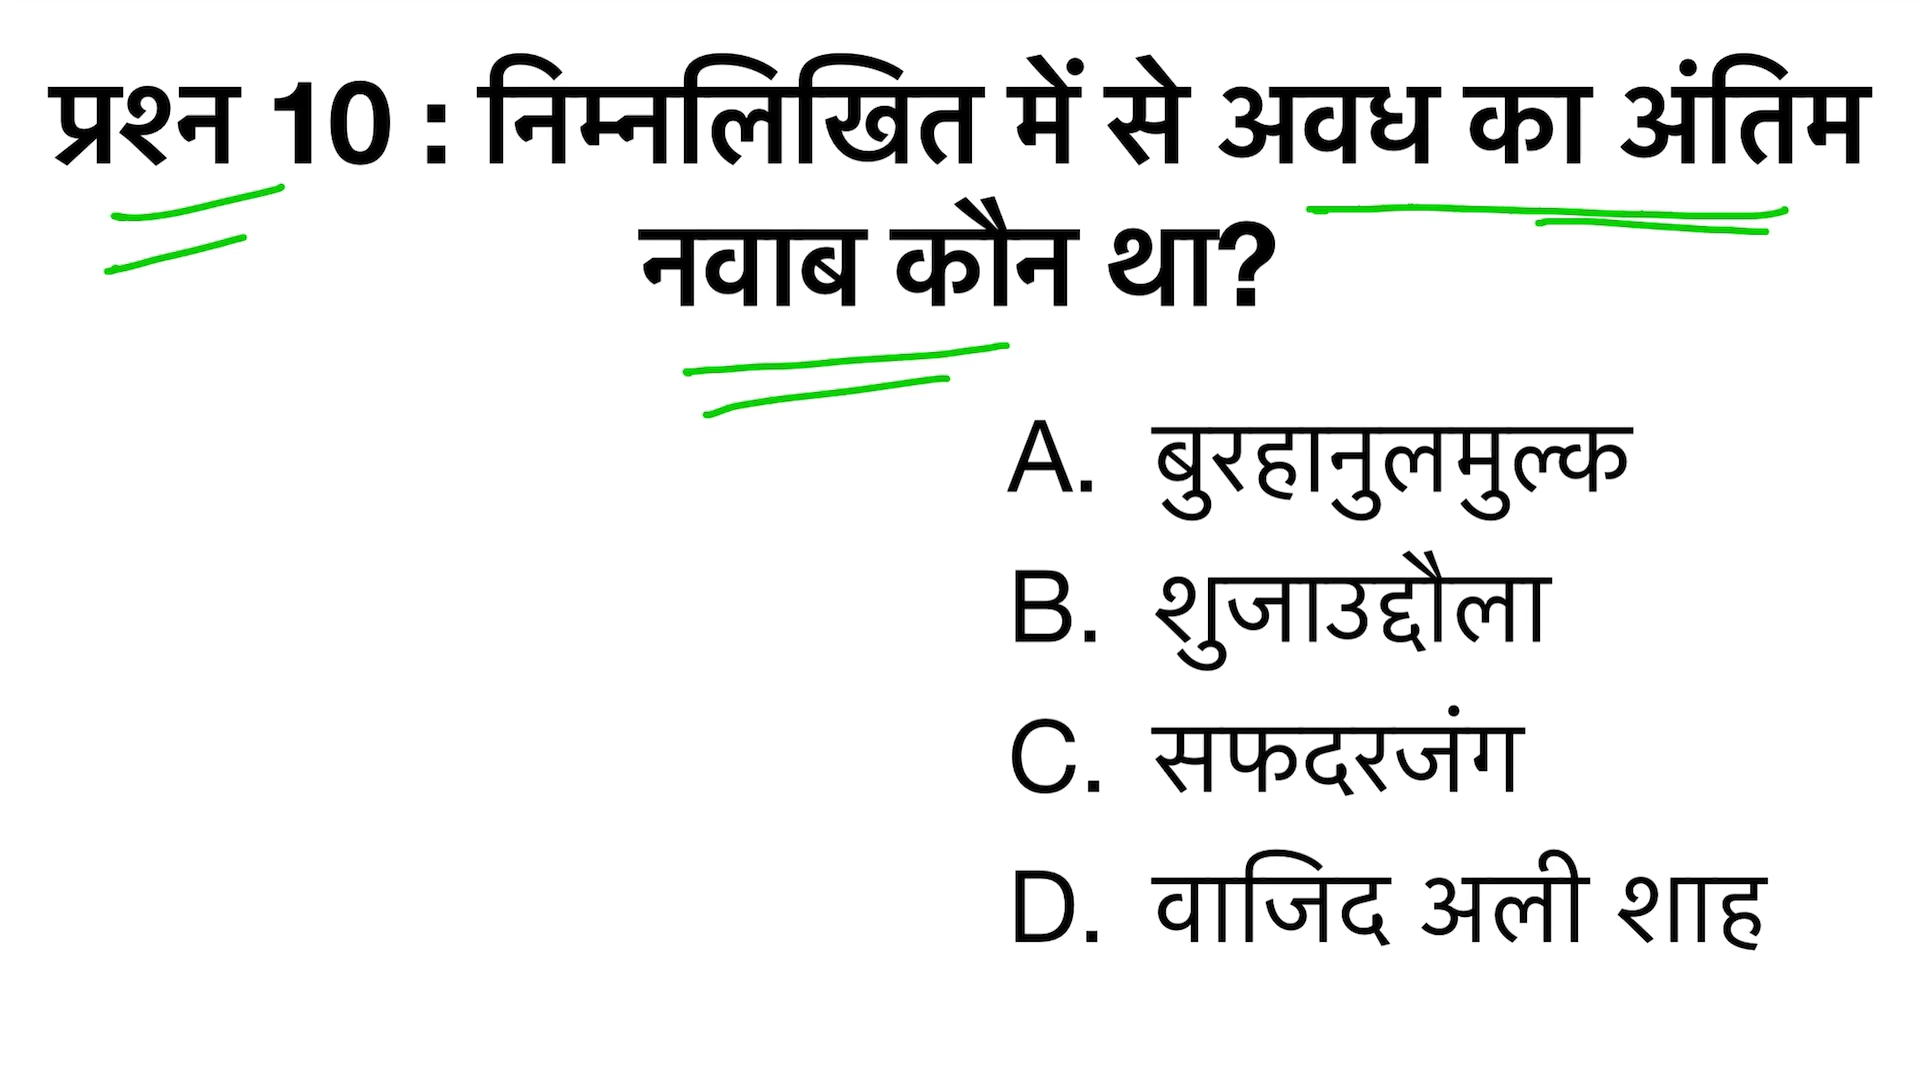 प्रश्न 10 : निम्नलिखित में से अवध का अंतिम
नवाब कौन था?
A. बुरहानुलमुल्क
B. शुजाउद्दौला
C. सफदरजंग
D. वाजिद अली शाह